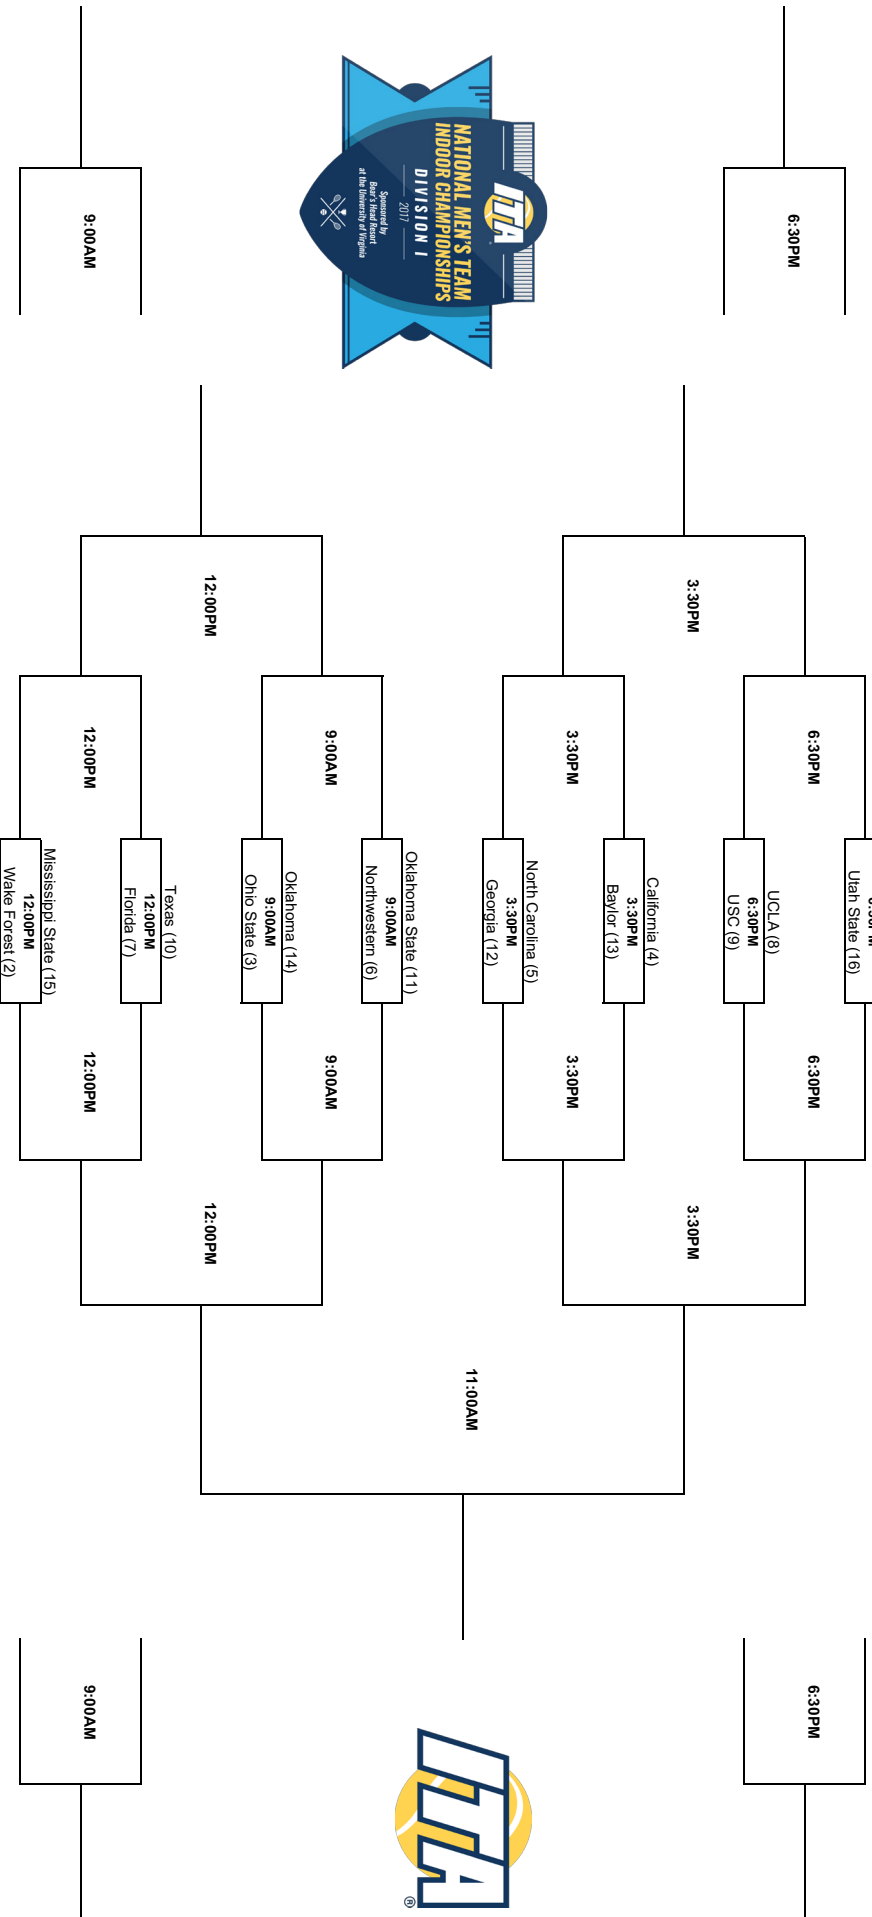 Utah State (16)
6:30PM
6:30PM
6:30PM
6:30PM
UCLA (8)
6:30PM
USC (9)
3:30PM
3:30PM
California (4)
3:30PM
Baylor (13)
3:30PM
3:30PM
North Carolina (5)
3:30PM
Georgia (12)
ITA
NATIONAL MEN'S TEAM
INDOOR CHAMPIONSHIPS
DIVISION I
2017
Sponsored by
Boar's Head Resort
at the University of Virginia
11:00AM
ITA®
Oklahoma State (11)
9:00AM
Northwestern (6)
9:00AM
9:00AM
Oklahoma (14)
9:00AM
Ohio State (3)
12:00PM
12:00PM
Texas (10)
12:00PM
Florida (7)
9:00AM
12:00PM
12:00PM
9:00AM
Mississippi State (15)
12:00PM
Wake Forest (2)